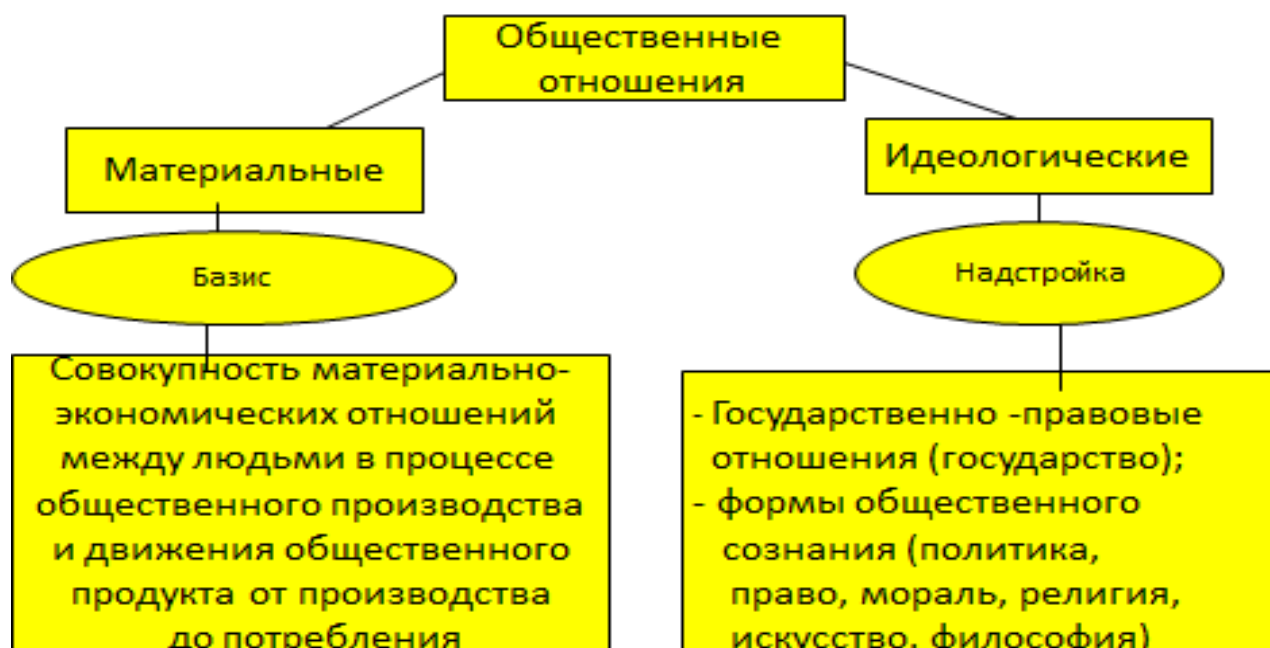 Общественные
отношения
Материальные
Идеологические
Базис
Надстройка
Совокупность материально-
экономических отношений
между людьми в процессе
общественного производства
и движения общественного
продукта от производства
до потребления
- Государственно -правовые
отношения (государство);
- формы общественного
сознания (политика,
право, мораль, религия,
искусство, философия)